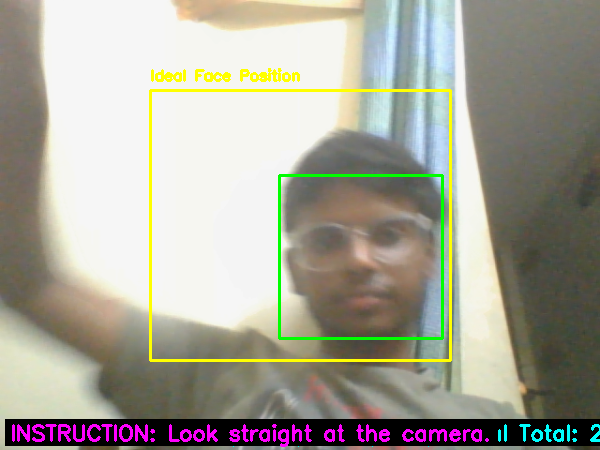 Ideal Face Position
INSTRUCTION: Look straight at the camera. Total: 2